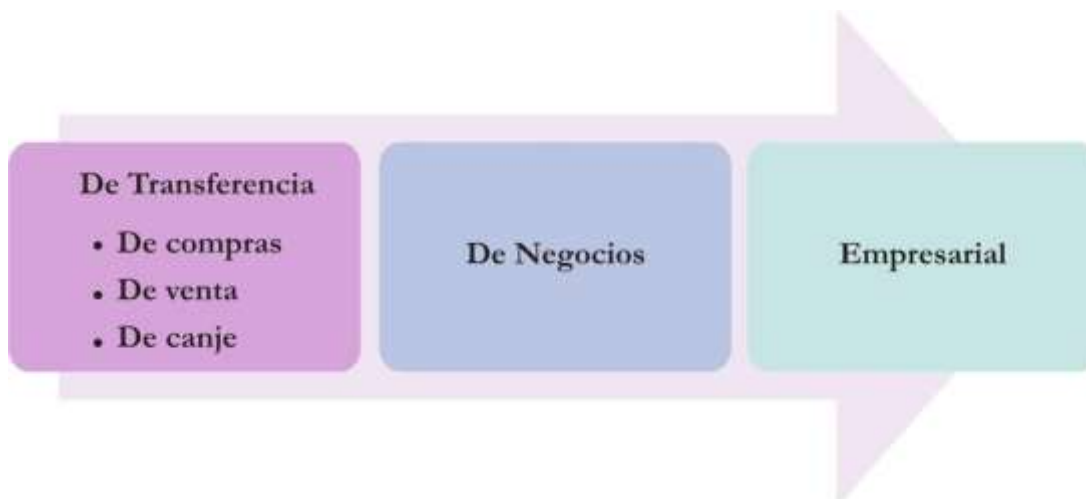 De Transferencia
• De compras
• De venta
• De canje
De Negocios
Empresarial